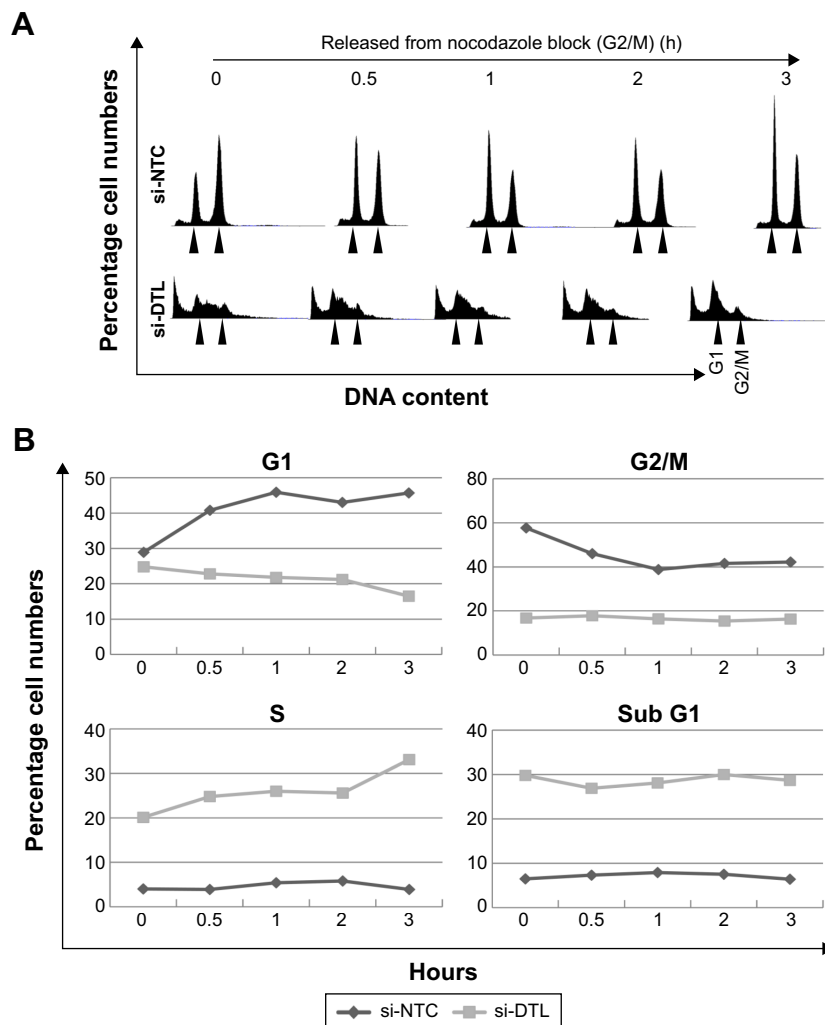 A
Released from nocodazole block (G2/M) (h)
0 0.5 1 2 3
Percentage cell numbers
si-NTC
si-DTL
G1
G2/M
DNA content
B
Percentage cell numbers
G1
50
40
30
20
10
0
0 0.5 1 2 3
G2/M
80
60
40
20
0
0 0.5 1 2 3
S
40
30
20
10
0
0 0.5 1 2 3
Sub G1
40
30
20
10
0
0 0.5 1 2 3
Hours
si-NTC si-DTL